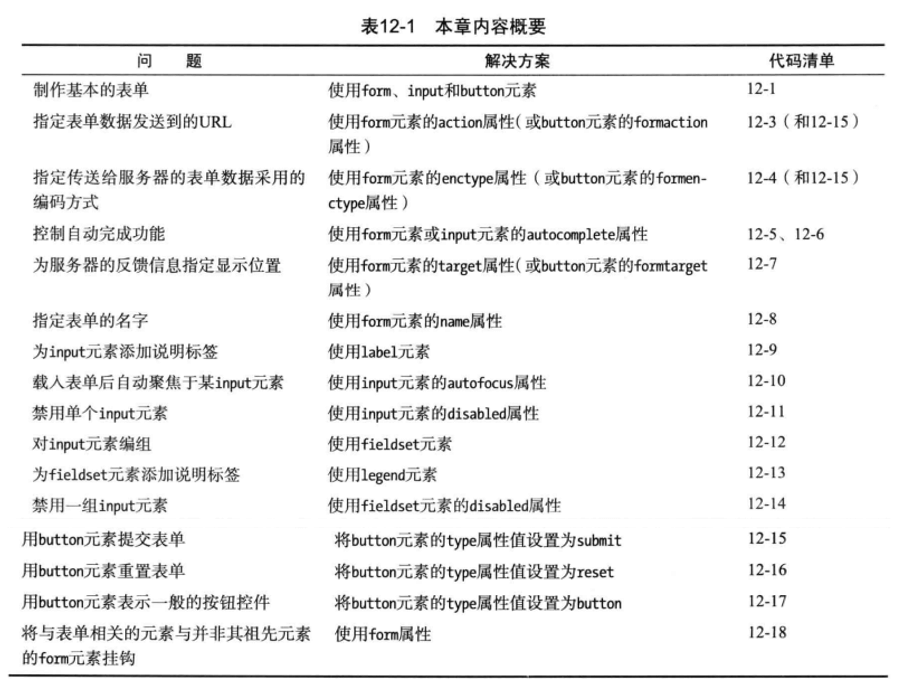 表12-1 本章内容概要
问 题 解决方案 代码清单
制作基本的表单 使用form、input和button元素 12-1
指定表单数据发送到的URL 使用form元素的action属性（或button元素的formaction 12-3（和12-15）
属性）
指定传送给服务器的表单数据采用的 使用form元素的enctype属性（或button元素的formen- 12-4（和12-15）
编码方式 ctype属性）
控制自动完成功能 使用form元素或input元素的autocomplete属性 12-5、12-6
为服务器的反馈信息指定显示位置 使用form元素的target属性（或button元素的formtarget 12-7
属性）
指定表单的名字 使用form元素的name属性 12-8
为input元素添加说明标签 使用label元素 12-9
载入表单后自动聚焦于某input元素 使用input元素的autofocus属性 12-10
禁用单个input元素 使用input元素的disabled属性 12-11
对input元素编组 使用fieldset元素 12-12
为fieldset元素添加说明标签 使用legend元素 12-13
禁用一组input元素 使用fieldset元素的disabled属性 12-14
用button元素提交表单 将button元素的type属性值设置为submit 12-15
用button元素重置表单 将button元素的type属性值设置为reset 12-16
用button元素表示一般的按钮控件 将button元素的type属性值设置为button 12-17
将与表单相关的元素与并非其祖先元素 使用form属性 12-18
的form元素挂钩